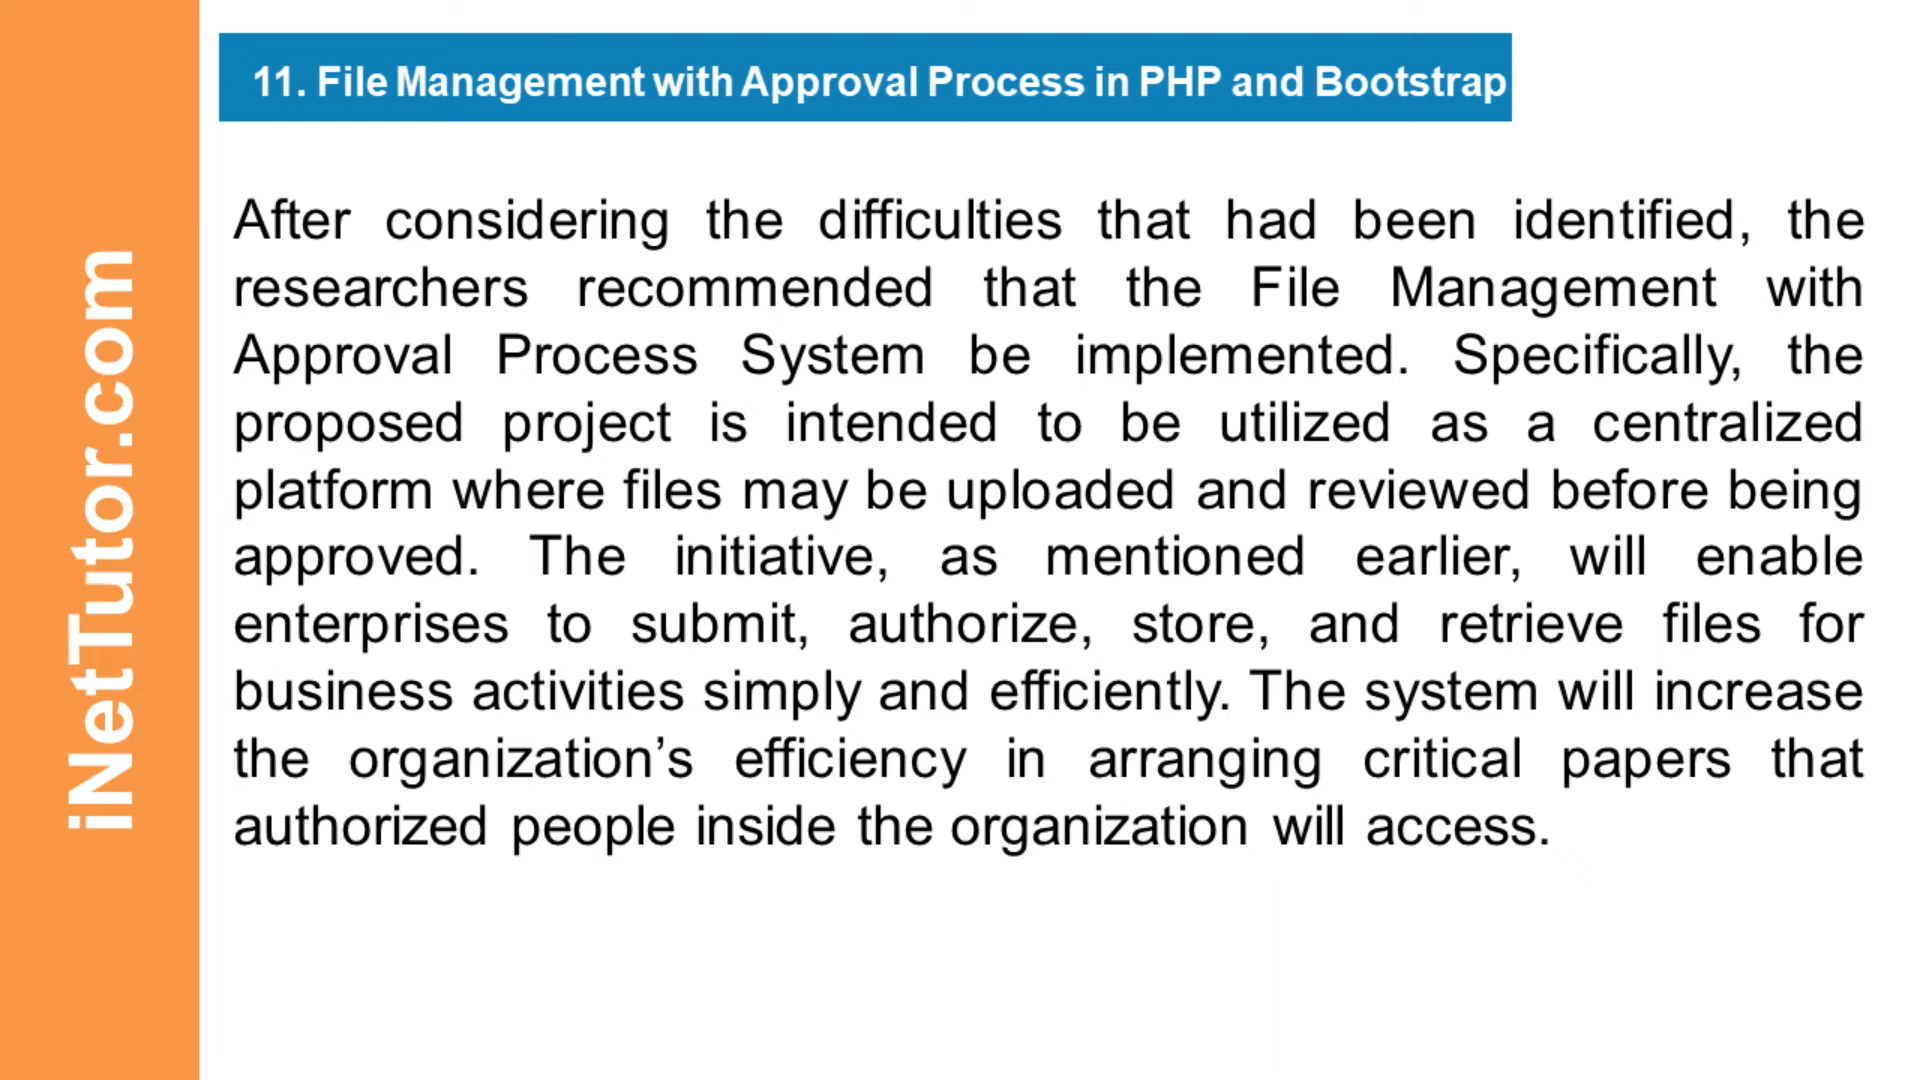 11. File Management with Approval Process in PHP and Bootstrap
After considering the difficulties that had been identified, the
researchers recommended that the File Management with
Approval Process System be implemented. Specifically, the
proposed project is intended to be utilized as a centralized
platform where files may be uploaded and reviewed before being
approved. The initiative, as mentioned earlier, will enable
enterprises to submit, authorize, store, and retrieve files for
business activities simply and efficiently. The system will increase
the organization’s efficiency in arranging critical papers that
authorized people inside the organization will access.
iNetTutor.com